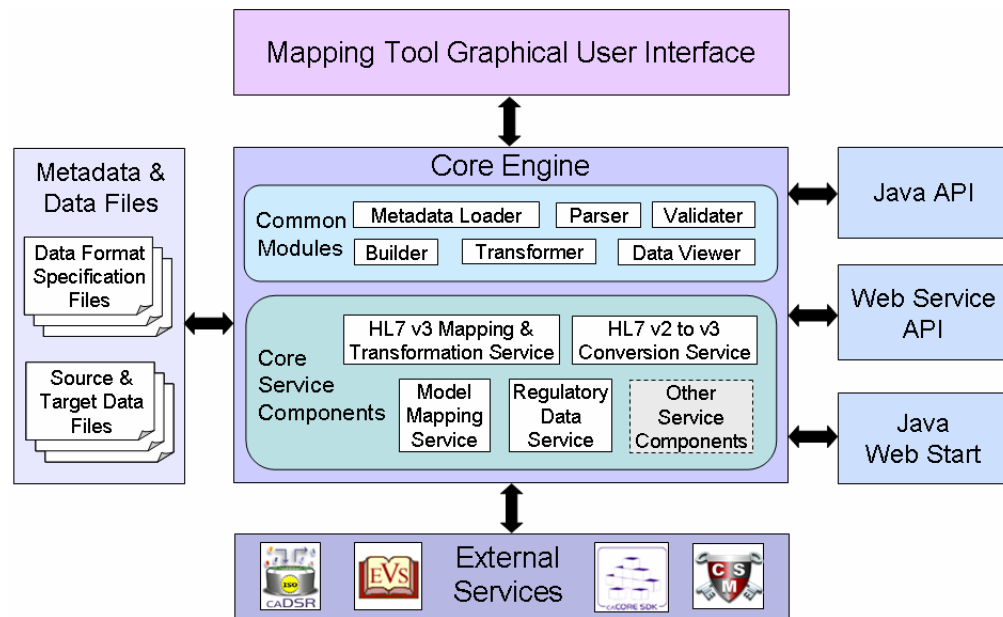 Mapping Tool Graphical User Interface
Metadata &
Data Files
Data Format
Specification
Files
Source &
Target Data
Files
Core Engine
Common
Modules
Metadata Loader
Parser
Validater
Builder
Transformer
Data Viewer
Core
Service
Components
HL7 v3 Mapping &
Transformation Service
HL7 v2 to v3
Conversion Service
Model
Mapping
Service
Regulatory
Data
Service
Other
Service
Components
Java API
Web Service
API
Java
Web Start
ISO
caDSR
EVS
External
Services
caCORE SDK
C S
M